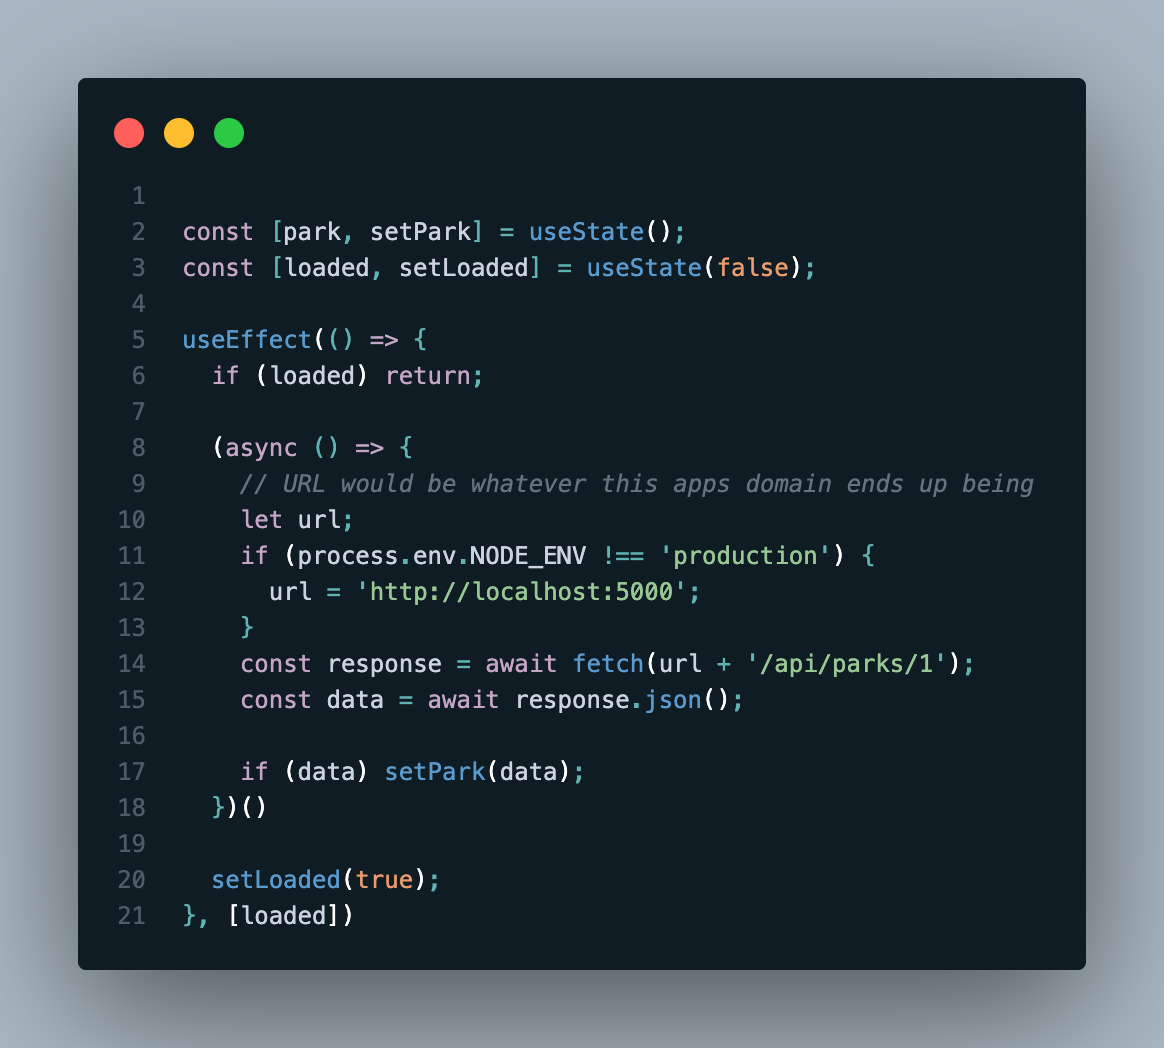 1
2 const [park, setPark] = useState();
3 const [loaded, setLoaded] = useState(false);
4
5 useEffect(() => {
6   if (loaded) return;
7
8   (async () => {
9     // URL would be whatever this apps domain ends up being
10     let url;
11     if (process.env.NODE_ENV !== 'production') {
12       url = 'http://localhost:5000';
13     }
14     const response = await fetch(url + '/api/parks/1');
15     const data = await response.json();
16
17     if (data) setPark(data);
18   })()
19
20   setLoaded(true);
21 }, [loaded])